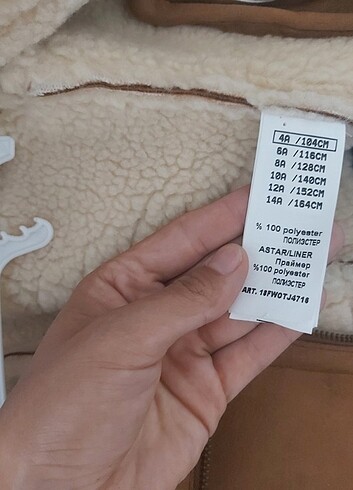 4A /104CM
6A /116CM
8A /128CM
10A /140CM
12A /152CM
14A /164CM
% 100 polyester
ПОЛИЭСТЕР
ASTAR/LINER
Праймер
%100 polyester
ПОЛИЭСТЕР
ART. 18FWOTJ4716